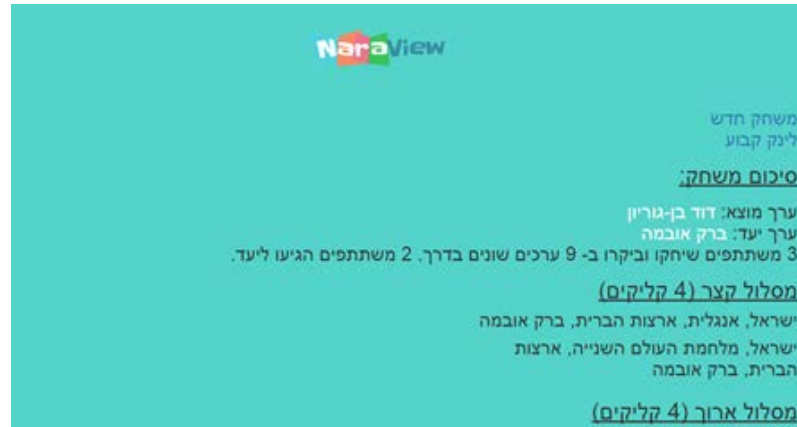 NaraView
משחק חדש
לינק קבוע
סיכום משחק:
ערך מוצא: דוד בן-גוריון
ערך יעד: ברק אובמה
3 משתתפים שיחקו וביקרו ב- 9 ערכים שונים בדרך. 2 משתתפים הגיעו ליעד.
מסלול קצר (4 קליקים)
ישראל, אנגלית, ארצות הברית, ברק אובמה
ישראל, מלחמת העולם השנייה, ארצות
הברית, ברק אובמה
מסלול ארוך (4 קליקים)